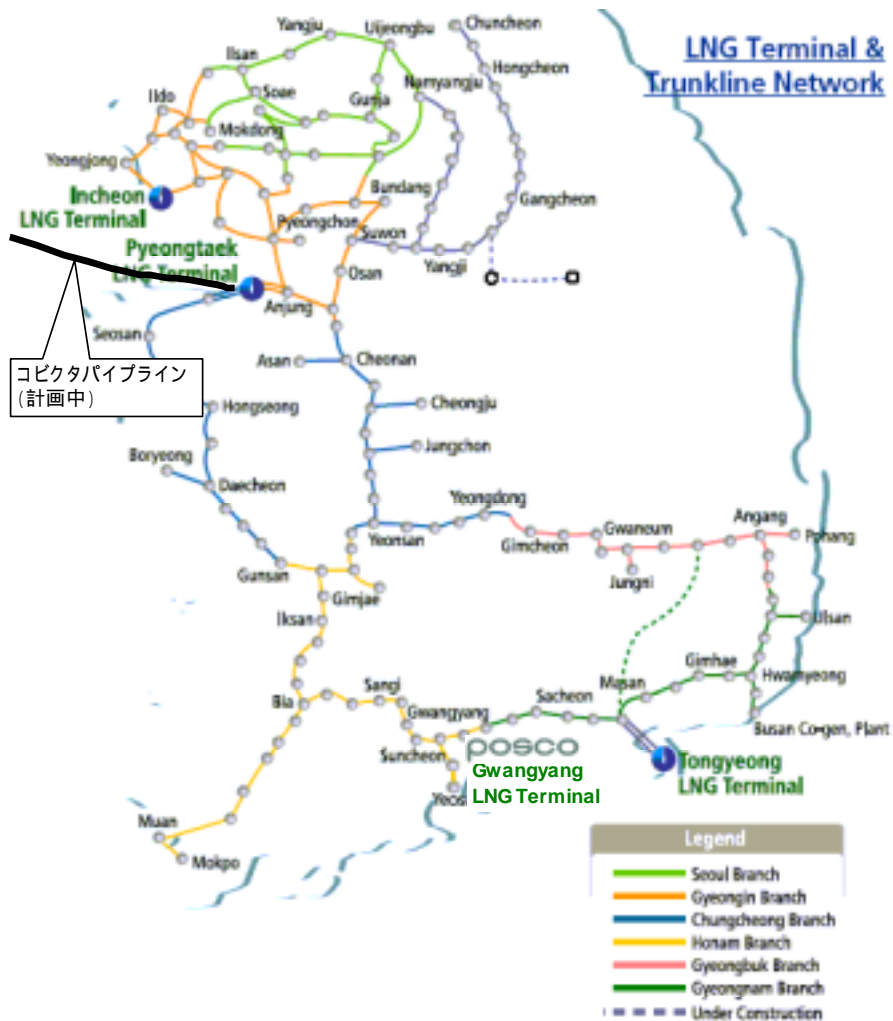 LNG Terminal &
Trunkline Network
Chuncheon
Yangju
Uijeongbu
Ilsan
Hongcheon
Namyangju
Ildo
Soae
Gunja
Mokdong
Yeongjong
Bundang
Incheon
LNG Terminal
Gangcheon
Pyeongchon
Suwon
Pyeongtaek
LNG Terminal
Yangji
Osan
Anjung
Seosan
Asan
Cheonan
コビクタパイプライン
(計画中)
Hongseong
Cheongju
Jungchon
Boryeong
Daecheon
Yeongdong
Gwaneum
Angang
Yeonsan
Gimcheon
Pohang
Gunsan
Jungni
Gimjae
Iksan
Ulsan
Gimhae
Hwamyeong
Masan
Sangi
Sacheon
Bia
Gwangyang
Busan Co-gen, Plant
Suncheon
posco
Gwangyang
LNG Terminal
Tongyeong
LNG Terminal
Yeos
Muan
Mokpo
Legend
Seoul Branch
Gyeongin Branch
Chungcheong Branch
Honam Branch
Gyeongbuk Branch
Gyeongnam Branch
Under Construction